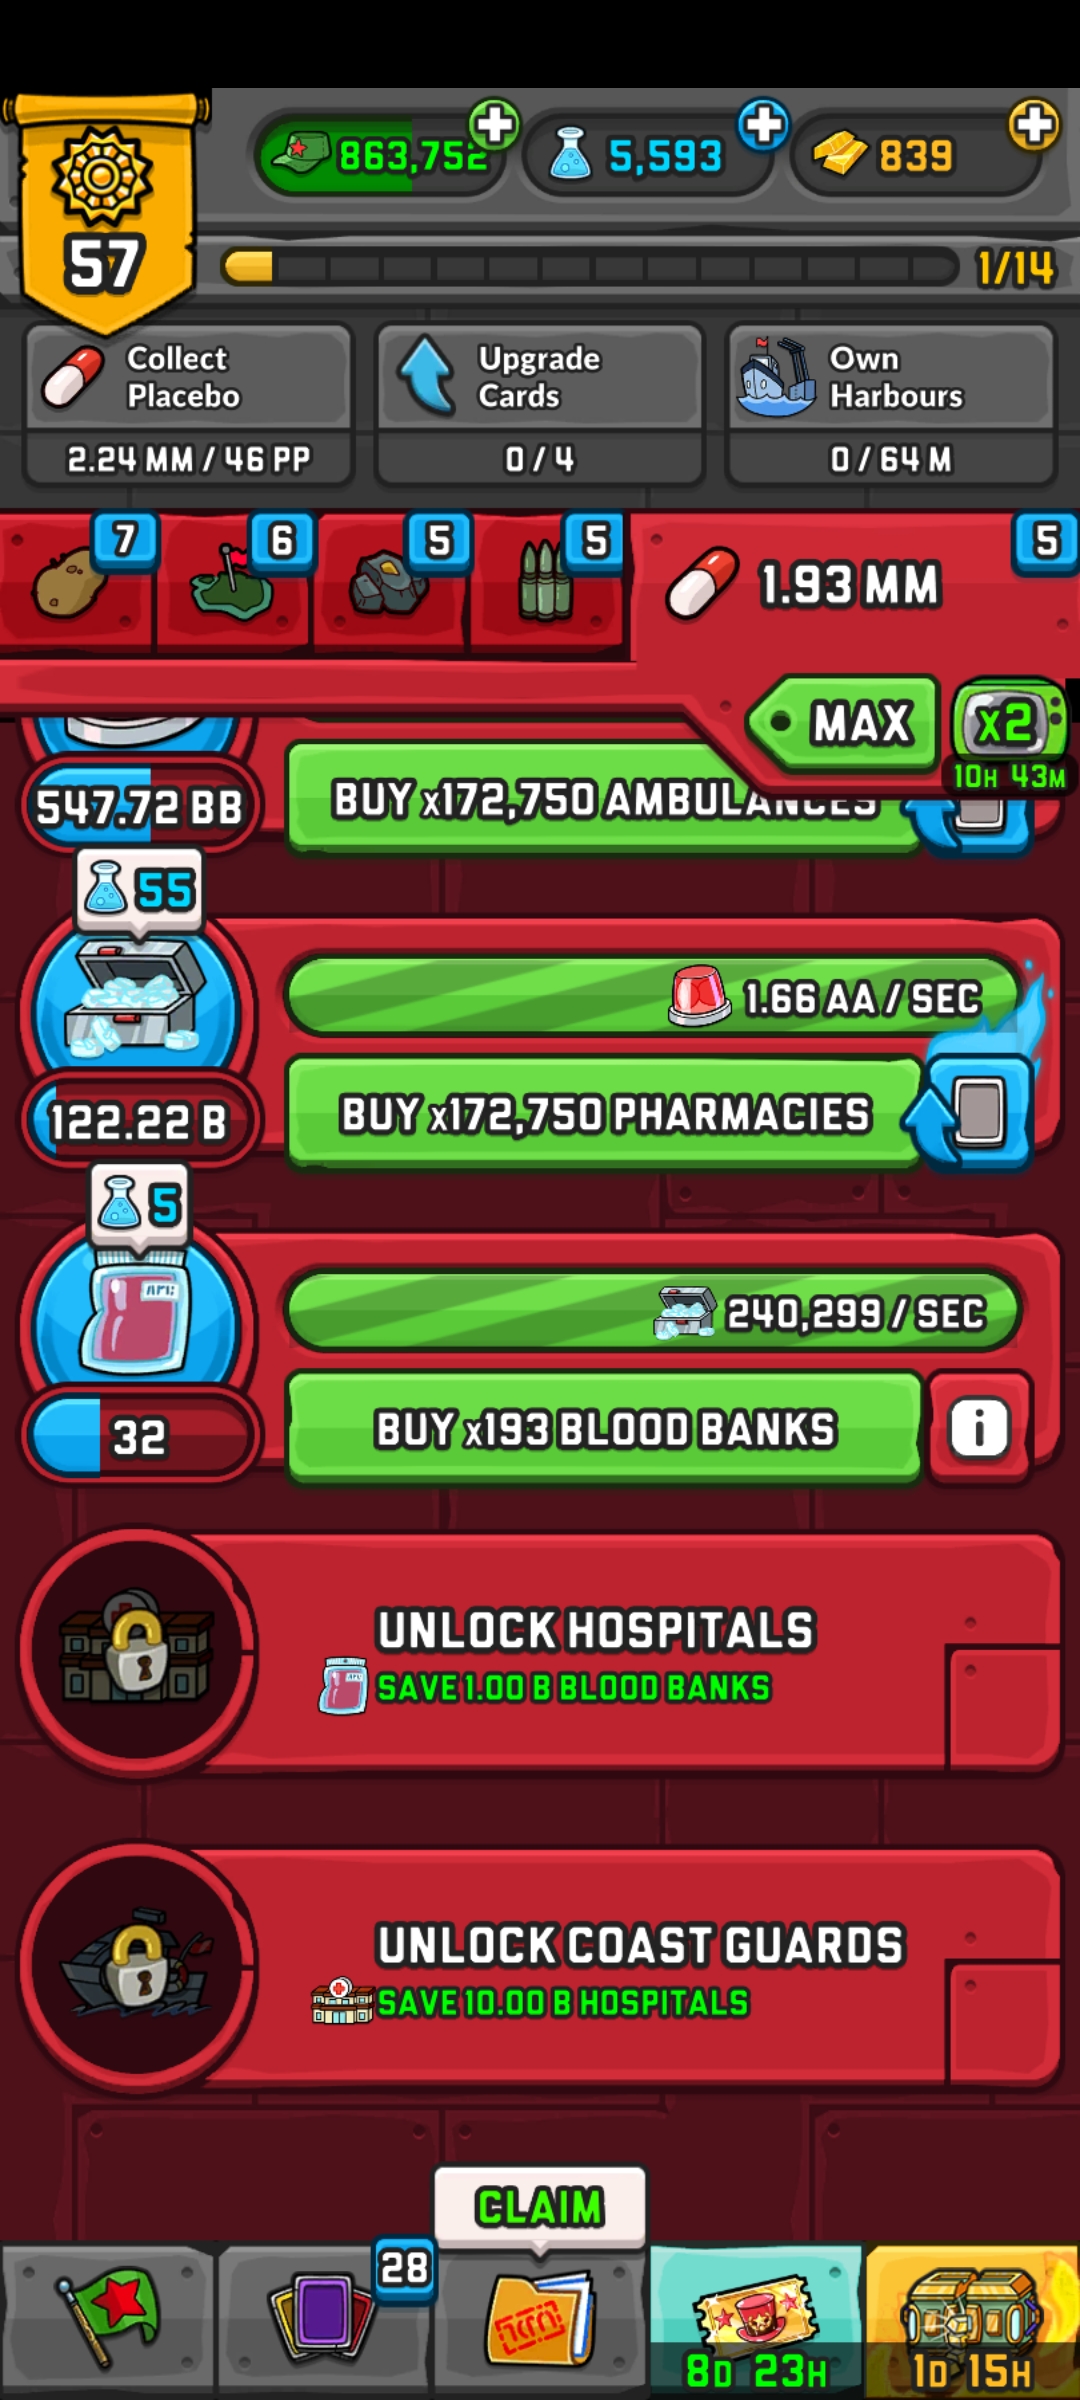 57
863,752
5,593
839
1/14
Collect
Placebo
2.24 MM / 46 PP
Upgrade
Cards
0 / 4
Own
Harbours
0 / 64 M
7
6
5
5
1.93 MM
5
MAX
X2
10H 43M
547.72 BB
BUY x172,750 AMBULANCES
55
1.66 AA / SEC
122.22 B
BUY x172,750 PHARMACIES
5
240,299 / SEC
32
BUY x193 BLOOD BANKS
i
UNLOCK HOSPITALS
SAVE 1.00 B BLOOD BANKS
UNLOCK COAST GUARDS
SAVE 10.00 B HOSPITALS
CLAIM
28
8D 23H
1D 15H